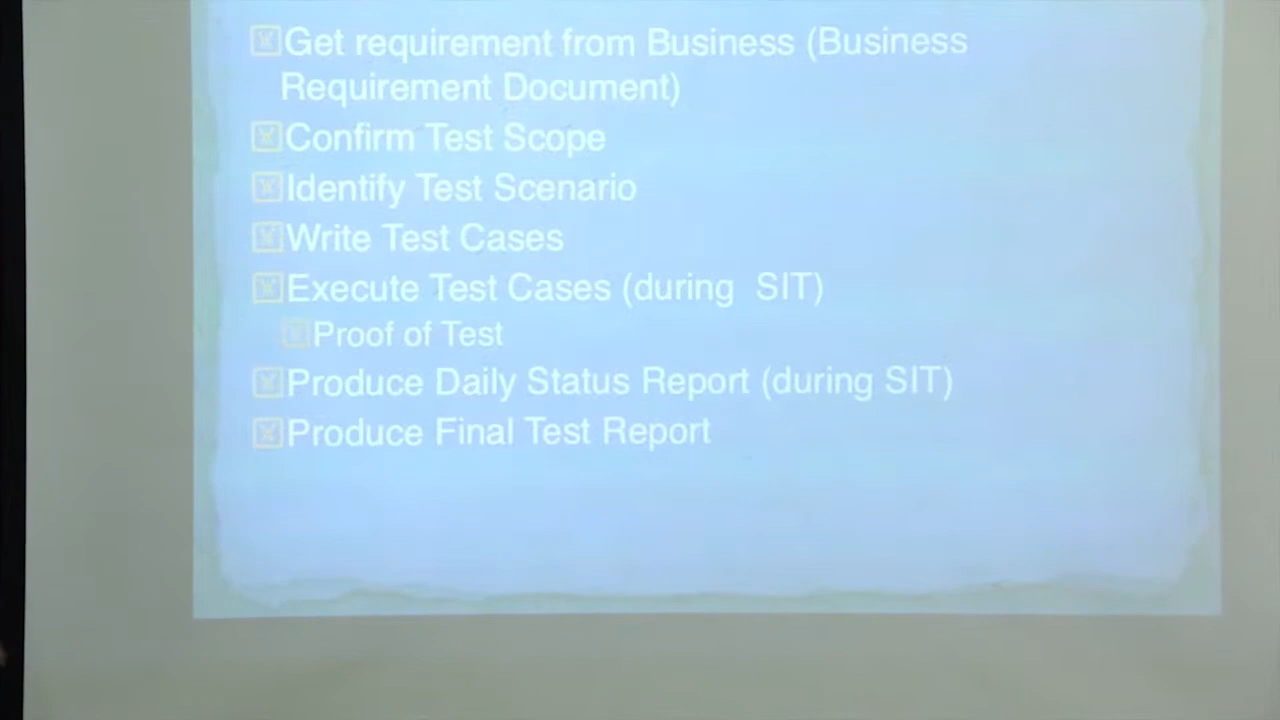 Get requirement from Business (Business
Requirement Document)
Confirm Test Scope
Identify Test Scenario
Write Test Cases
Execute Test Cases (during SIT)
Proof of Test
Produce Daily Status Report (during SIT)
Produce Final Test Report